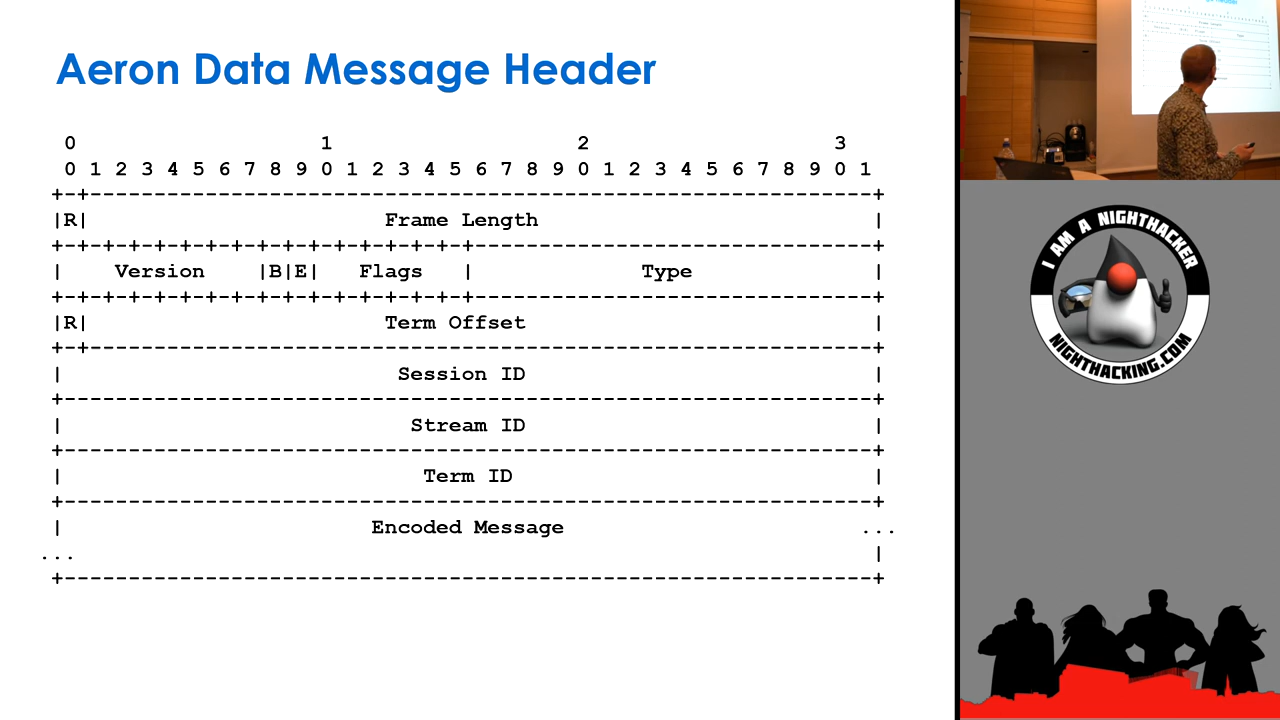 Aeron Data Message Header
0                   1                   2                   3
0 1 2 3 4 5 6 7 8 9 0 1 2 3 4 5 6 7 8 9 0 1 2 3 4 5 6 7 8 9 0 1
+-+-------------------------------------------------------------+
|R|                       Frame Length                          |
+-+-+-+-+-+-+-+-+-+-+-+-+-+-+-+-+-------------------------------+
|    Version    |B|E|   Flags   |             Type              |
+-+-+-+-+-+-+-+-+-+-+-+-+-+-+-+-+-------------------------------+
|R|                       Term Offset                           |
+-+-------------------------------------------------------------+
|                          Session ID                           |
+---------------------------------------------------------------+
|                           Stream ID                           |
+---------------------------------------------------------------+
|                            Term ID                            |
+---------------------------------------------------------------+
|                        Encoded Message                       ...
...                                                             |
+---------------------------------------------------------------+
I AM A NIGHTHACKER
NIGHTHACKING.COM